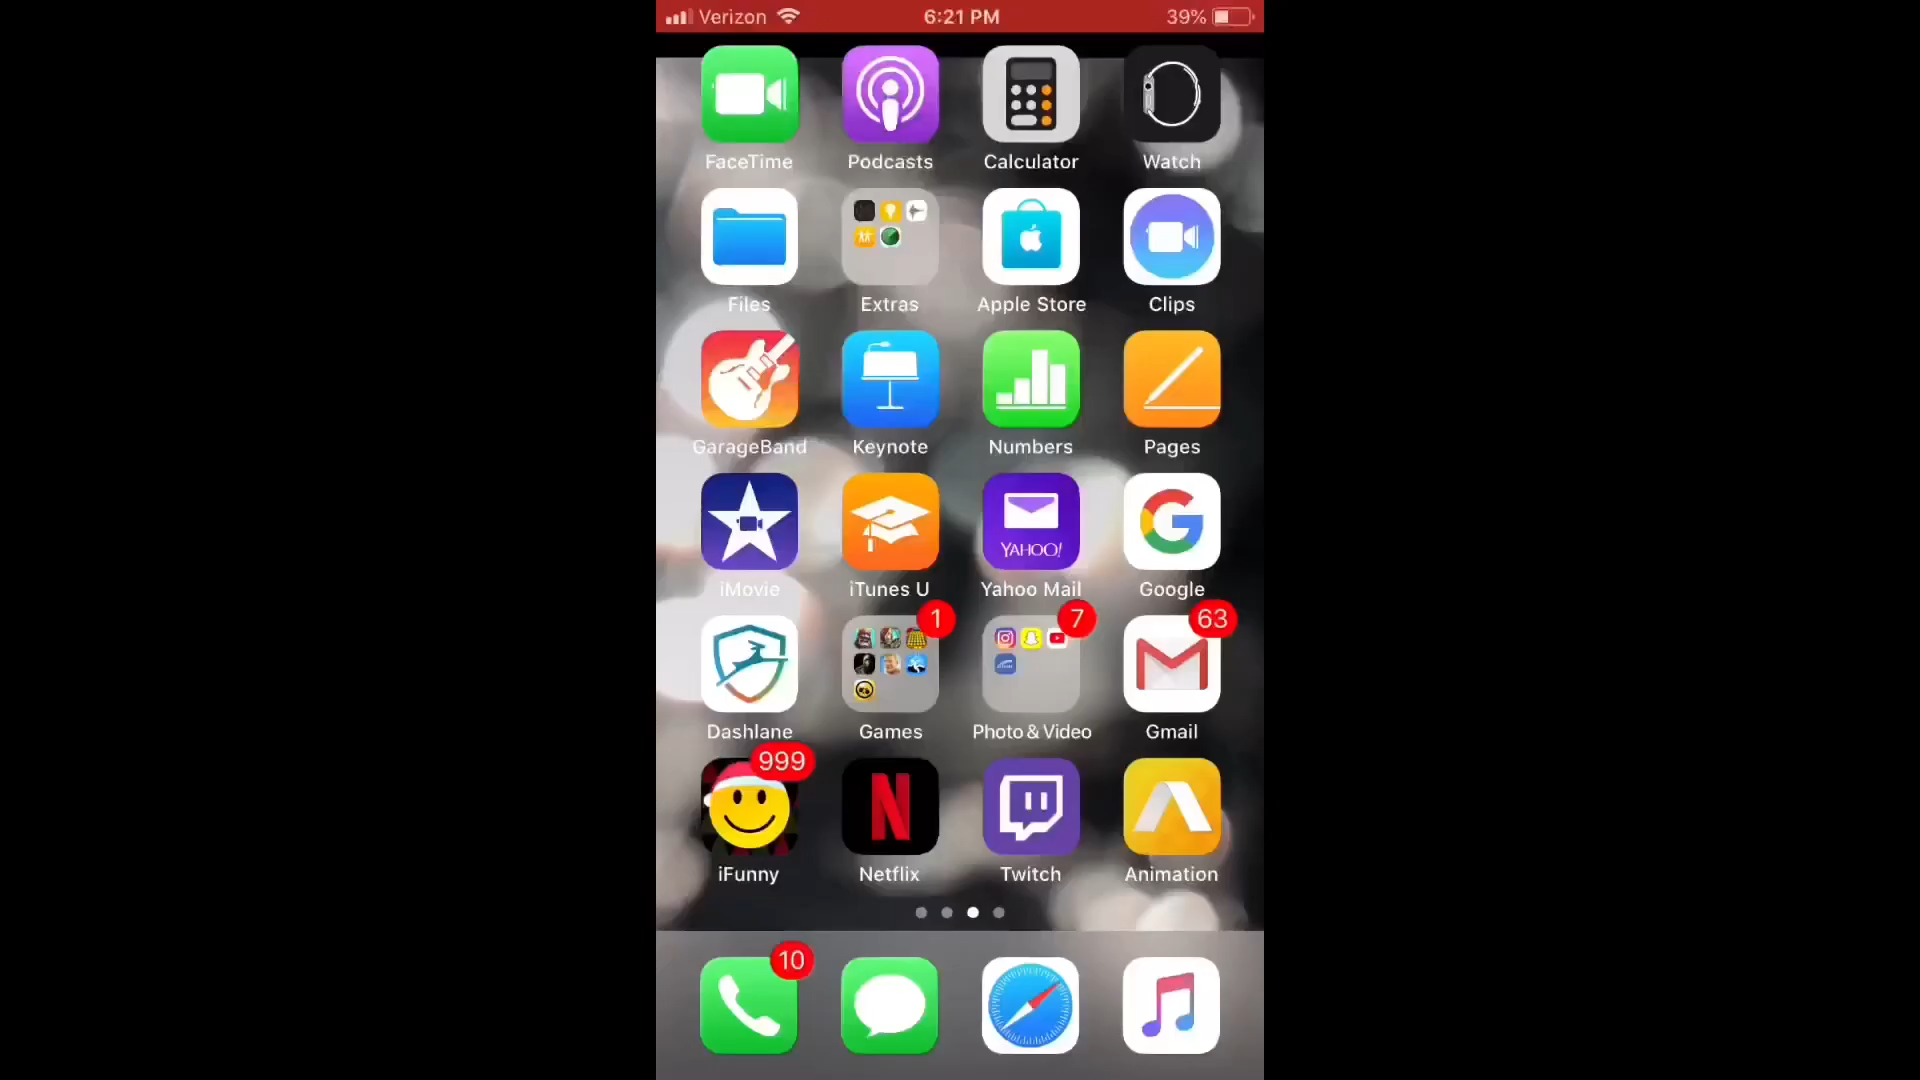 Verizon 6:21 PM 39%
FaceTime Podcasts Calculator Watch
Files Extras Apple Store Clips
GarageBand Keynote Numbers Pages
YAHOO!
iMovie iTunes U Yahoo Mail Google
1 7 63
Dashlane Games Photo & Video Gmail
999
iFunny Netflix Twitch Animation
10